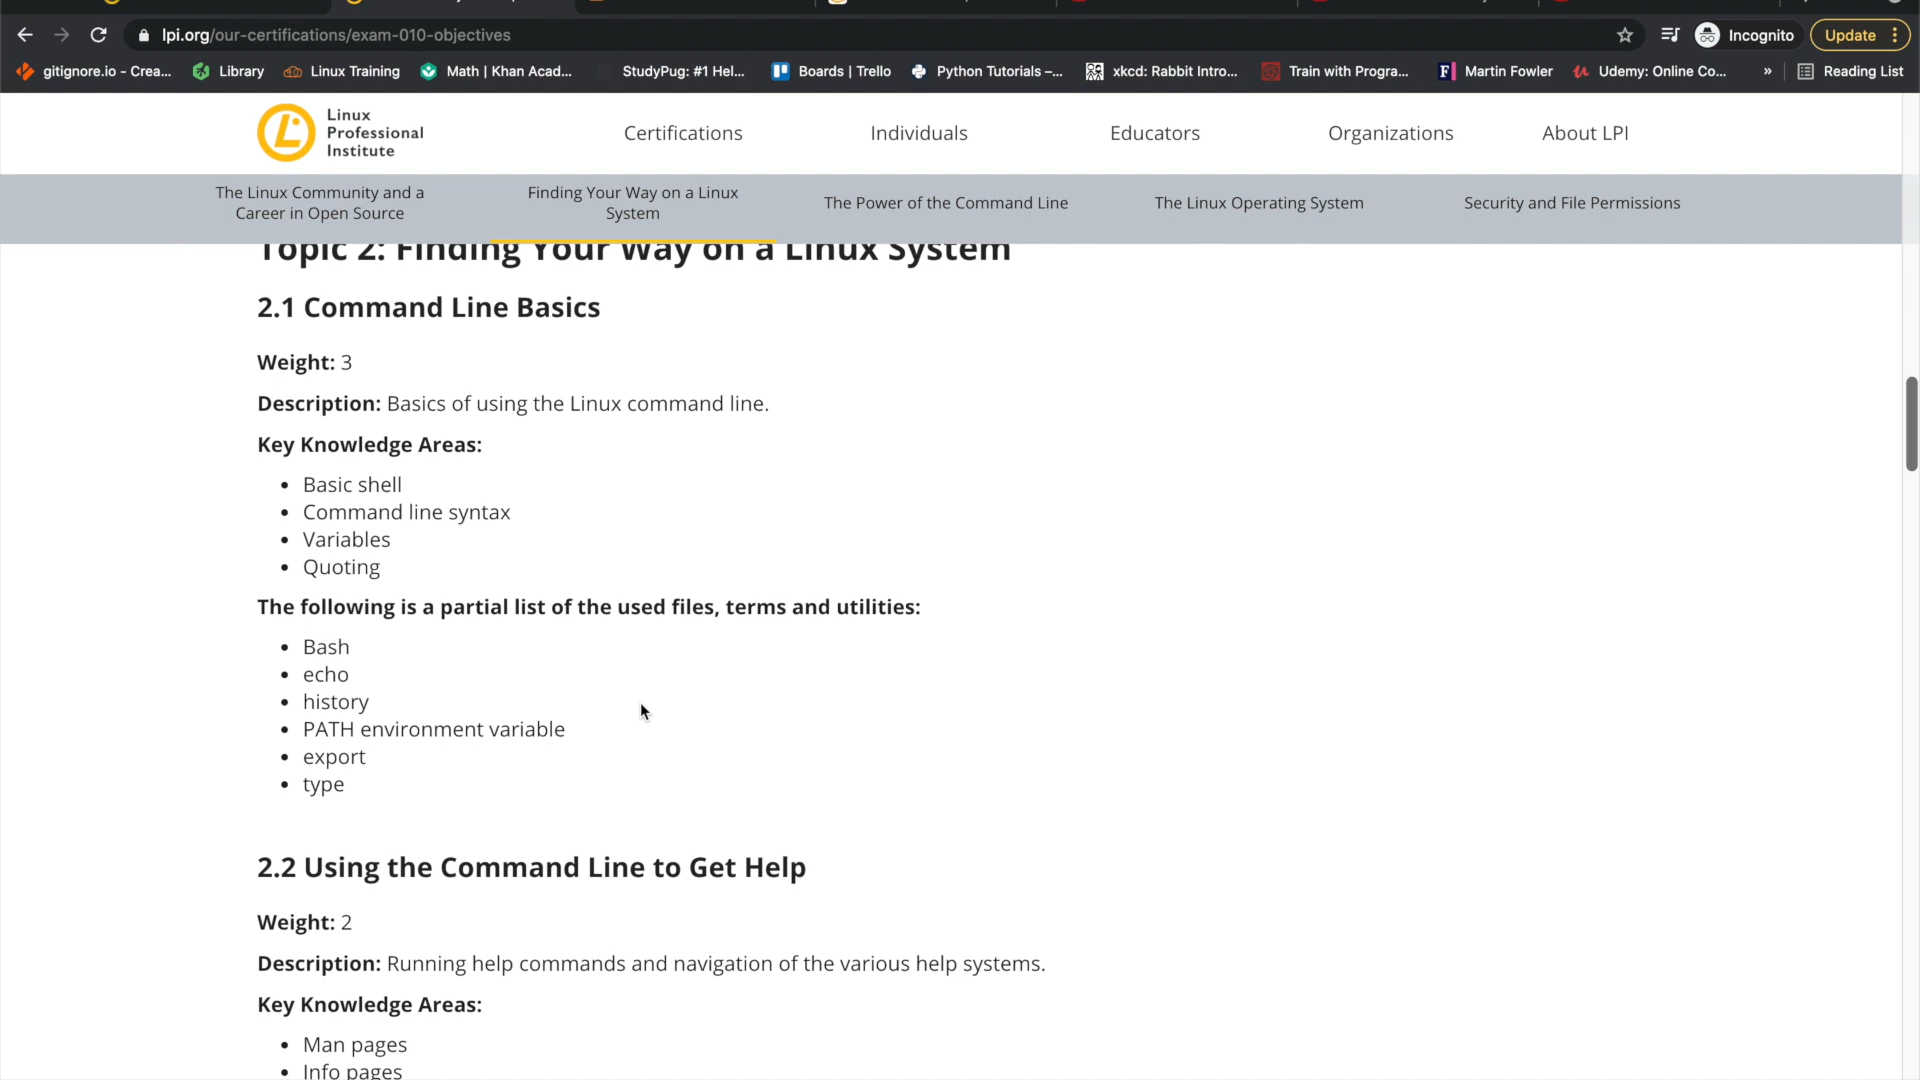 lpi.org/our-certifications/exam-010-objectives
Incognito
Update
gitignore.io - Crea...
Library
Linux Training
Math | Khan Acad...
StudyPug: #1 Hel...
Boards | Trello
Python Tutorials –...
xkcd: Rabbit Intro...
Train with Progra...
Martin Fowler
Udemy: Online Co...
»
Reading List
Linux
Professional
Institute
Certifications
Individuals
Educators
Organizations
About LPI
The Linux Community and a
Career in Open Source
Finding Your Way on a Linux
System
The Power of the Command Line
The Linux Operating System
Security and File Permissions
Topic 2: Finding Your Way on a Linux System
2.1 Command Line Basics
Weight: 3
Description: Basics of using the Linux command line.
Key Knowledge Areas:
• Basic shell
• Command line syntax
• Variables
• Quoting
The following is a partial list of the used files, terms and utilities:
• Bash
• echo
• history
• PATH environment variable
• export
• type
2.2 Using the Command Line to Get Help
Weight: 2
Description: Running help commands and navigation of the various help systems.
Key Knowledge Areas:
• Man pages
• Info pages